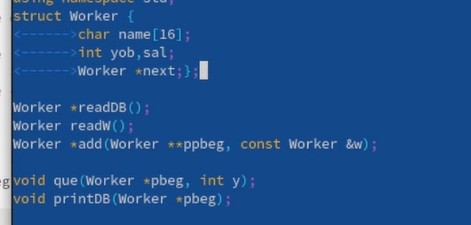 using namespace std;
struct Worker {
<------>char name[16];
<------>int yob,sal;
<------>Worker *next;};
Worker *readDB();
Worker readW();
Worker *add(Worker **ppbeg, const Worker &w);
void que(Worker *pbeg, int y);
void printDB(Worker *pbeg);